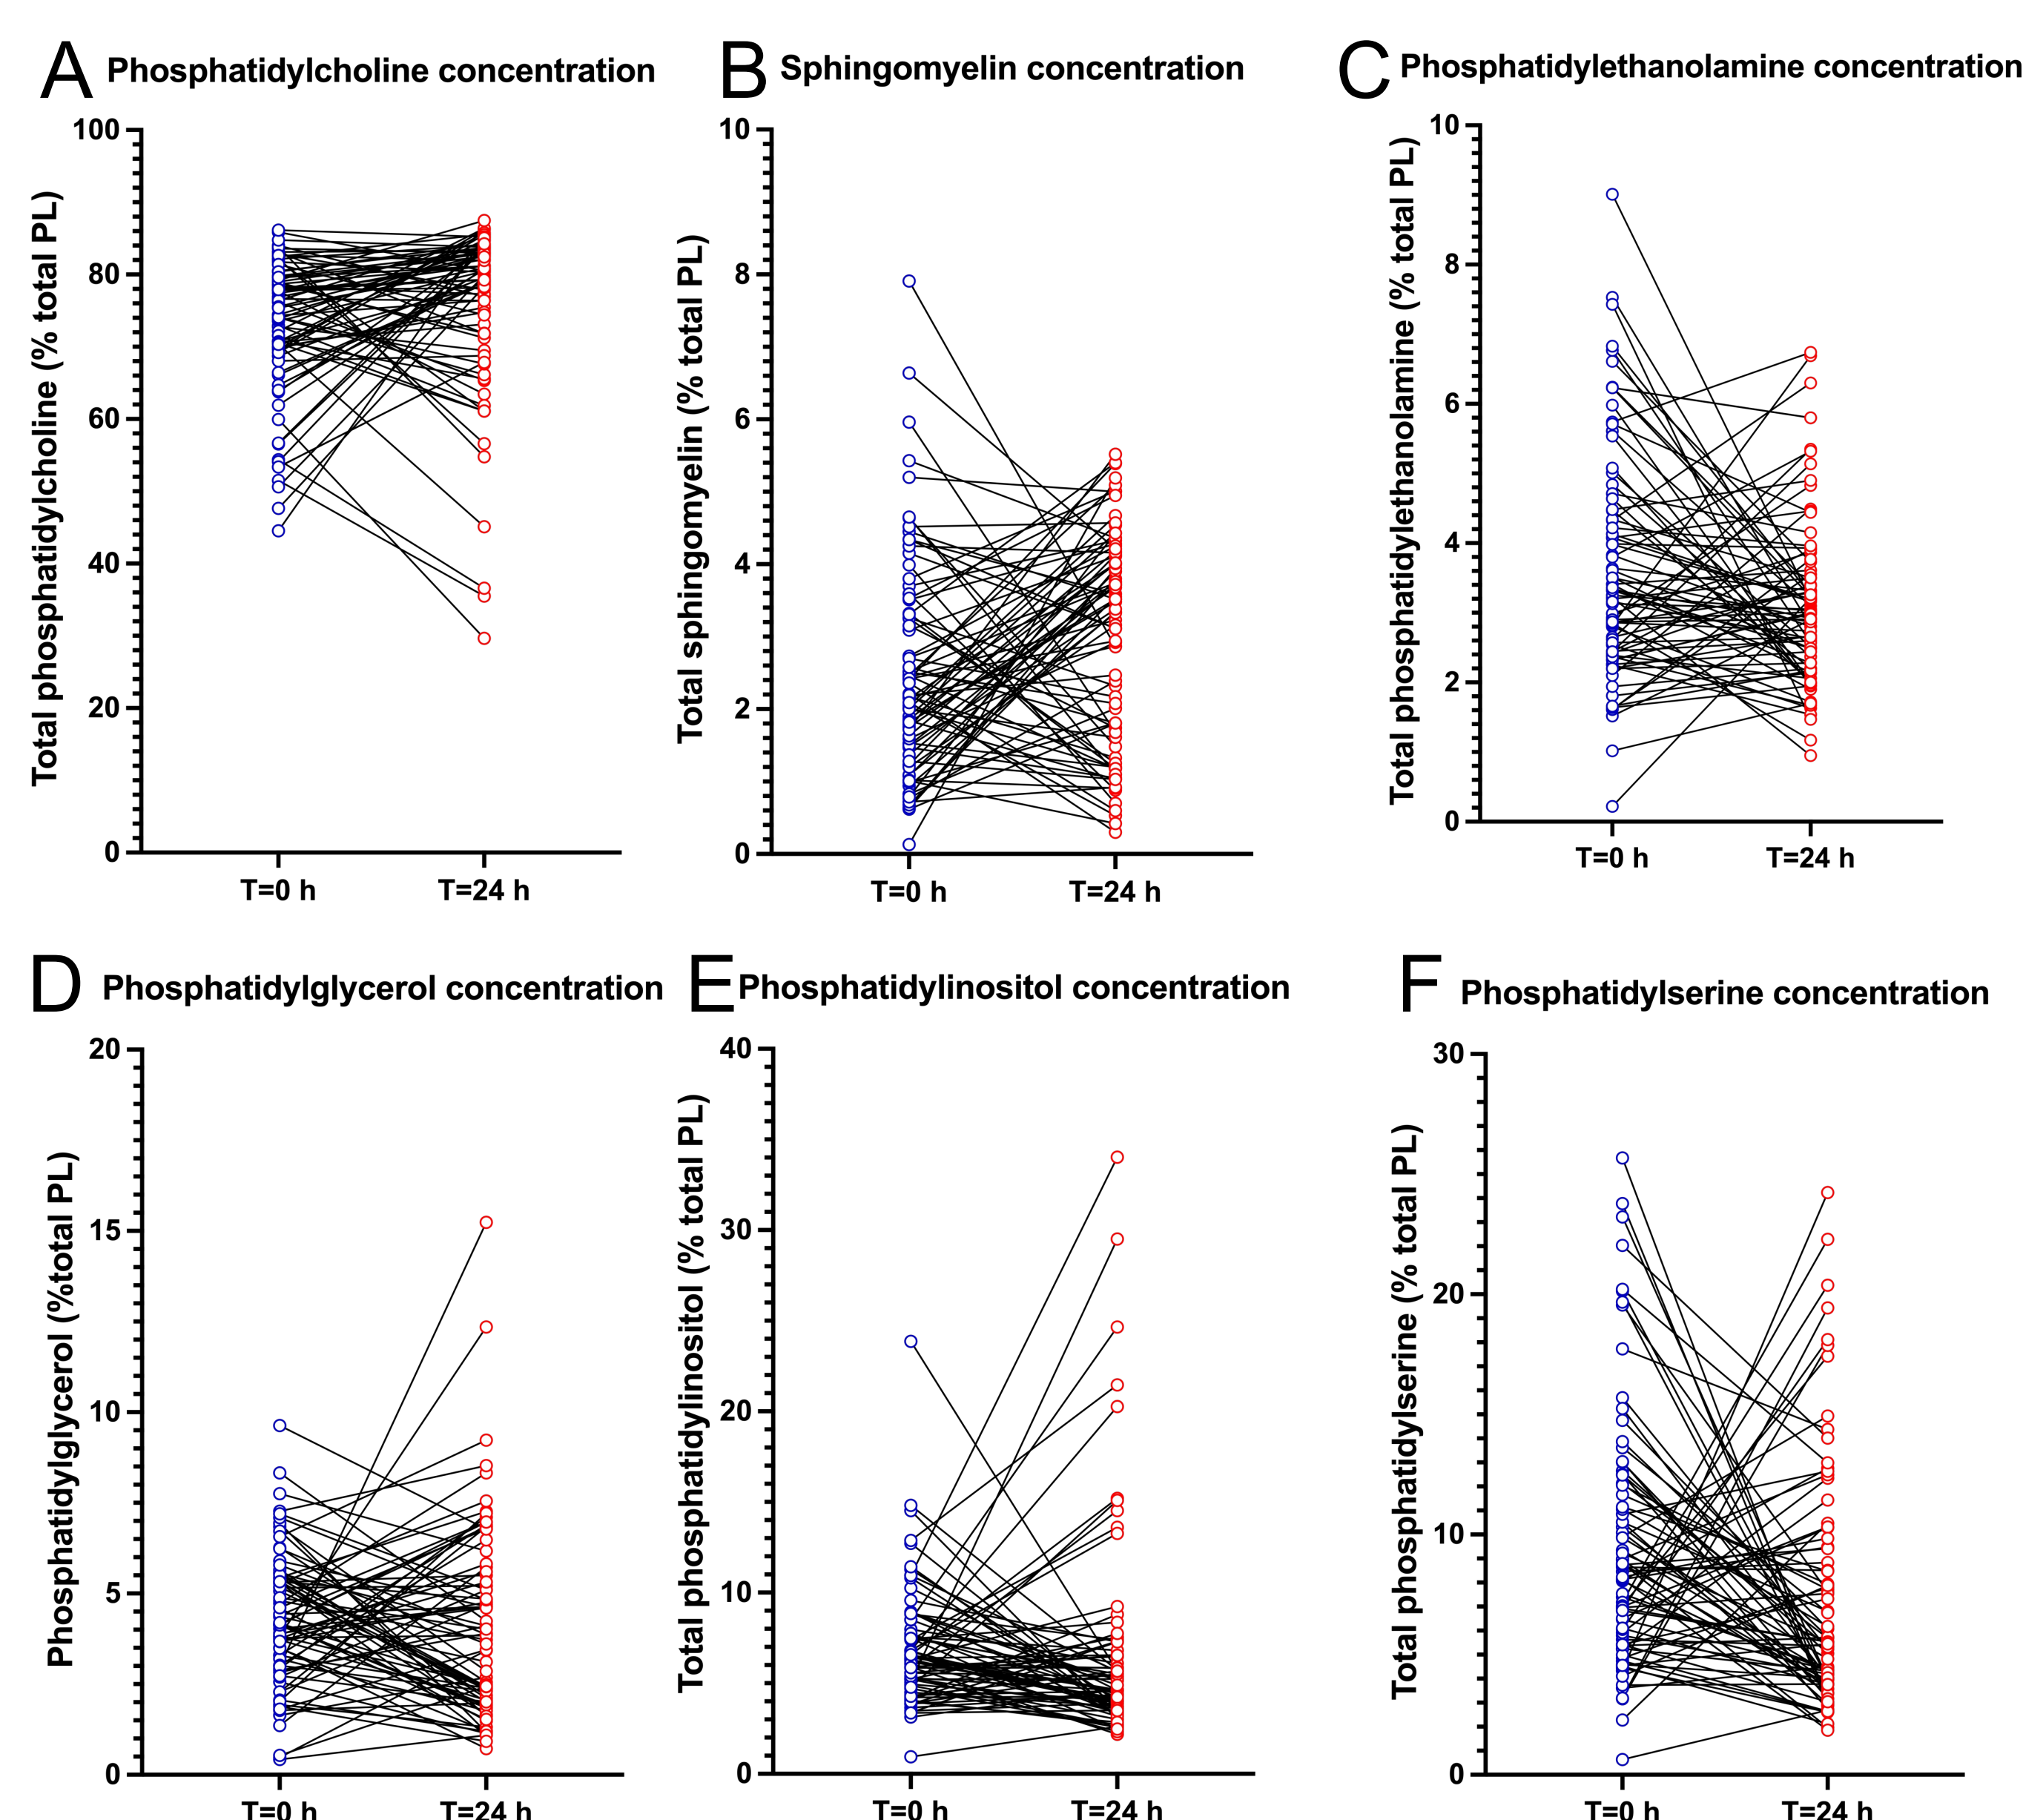 A Phosphatidylcholine concentration
Total phosphatidylcholine (% total PL)
100
80
60
40
20
0
T=0 h T=24 h
B Sphingomyelin concentration
Total sphingomyelin (% total PL)
10
8
6
4
2
0
T=0 h T=24 h
C Phosphatidylethanolamine concentration
Total phosphatidylethanolamine (% total PL)
10
8
6
4
2
0
T=0 h T=24 h
D Phosphatidylglycerol concentration
Phosphatidylglycerol (%total PL)
20
15
10
5
0
T=0 h T=24 h
E Phosphatidylinositol concentration
Total phosphatidylinositol (% total PL)
40
30
20
10
0
T=0 h T=24 h
F Phosphatidylserine concentration
Total phosphatidylserine (% total PL)
30
20
10
0
T=0 h T=24 h